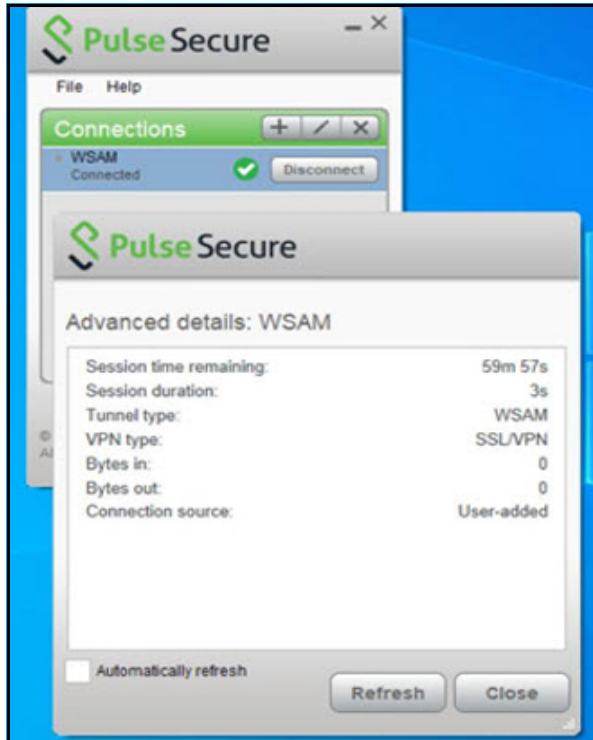 Pulse Secure
File Help
Connections
WSAM
Connected
Disconnect
Pulse Secure
Advanced details: WSAM
Session time remaining: 59m 57s
Session duration: 3s
Tunnel type: WSAM
VPN type: SSL/VPN
Bytes in: 0
Bytes out: 0
Connection source: User-added
©
Al
Automatically refresh
Refresh Close